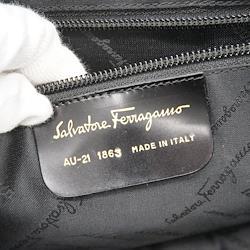 Salvatore Ferragamo
AU-21 1863 MADE IN ITALY